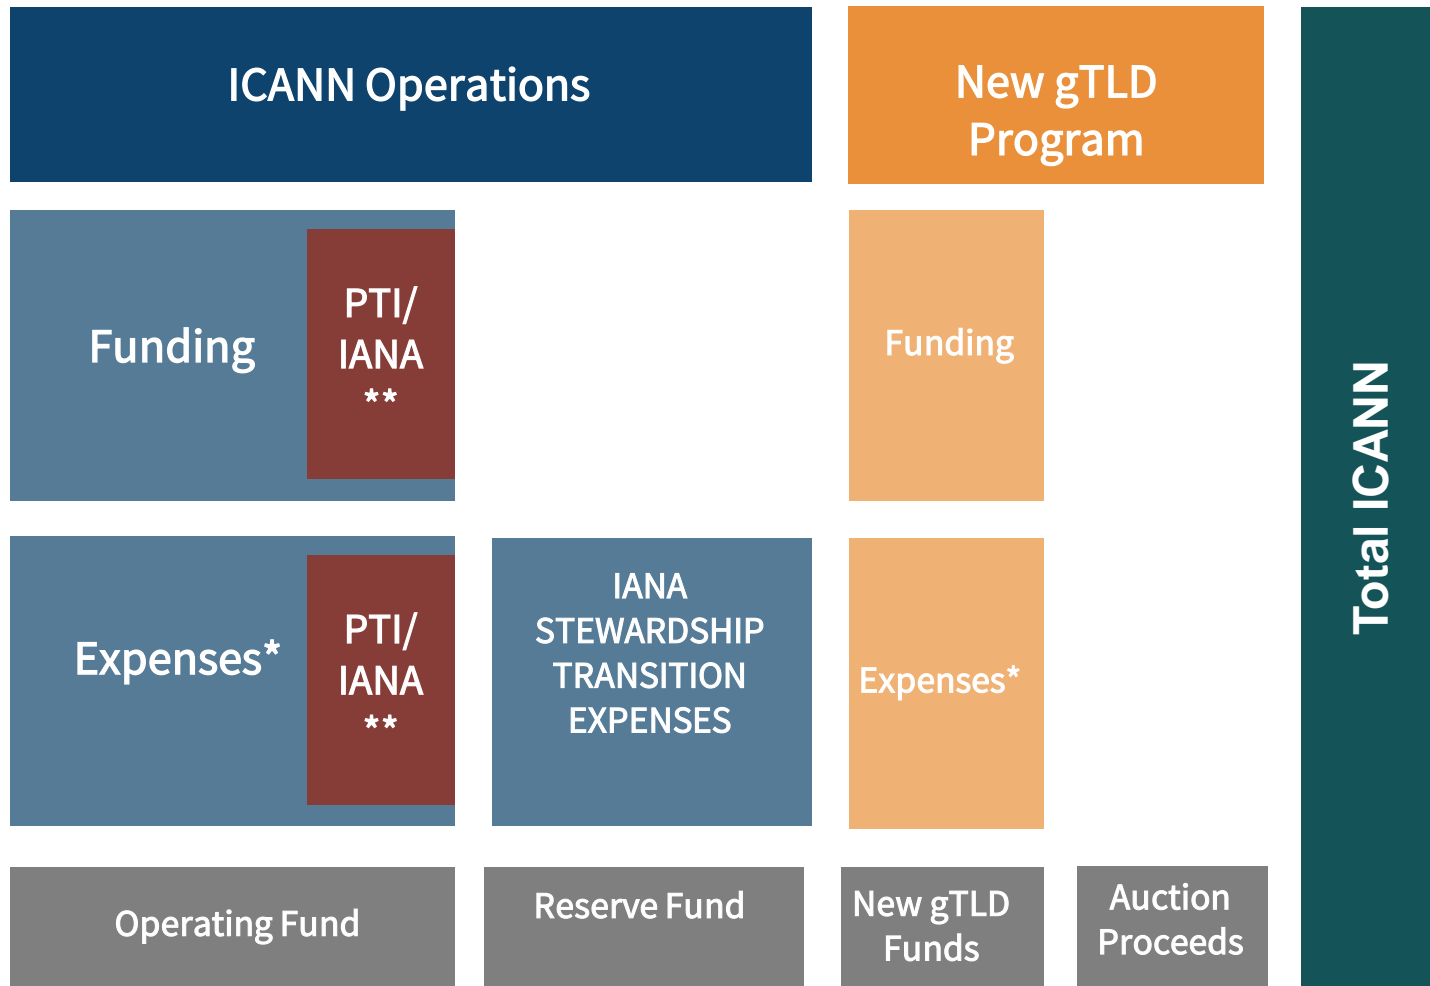 ICANN Operations
New gTLD
Program
Funding
PTI/
IANA
**
Funding
Expenses*
PTI/
IANA
**
IANA
STEWARDSHIP
TRANSITION
EXPENSES
Expenses*
Operating Fund
Reserve Fund
New gTLD
Funds
Auction
Proceeds
Total ICANN